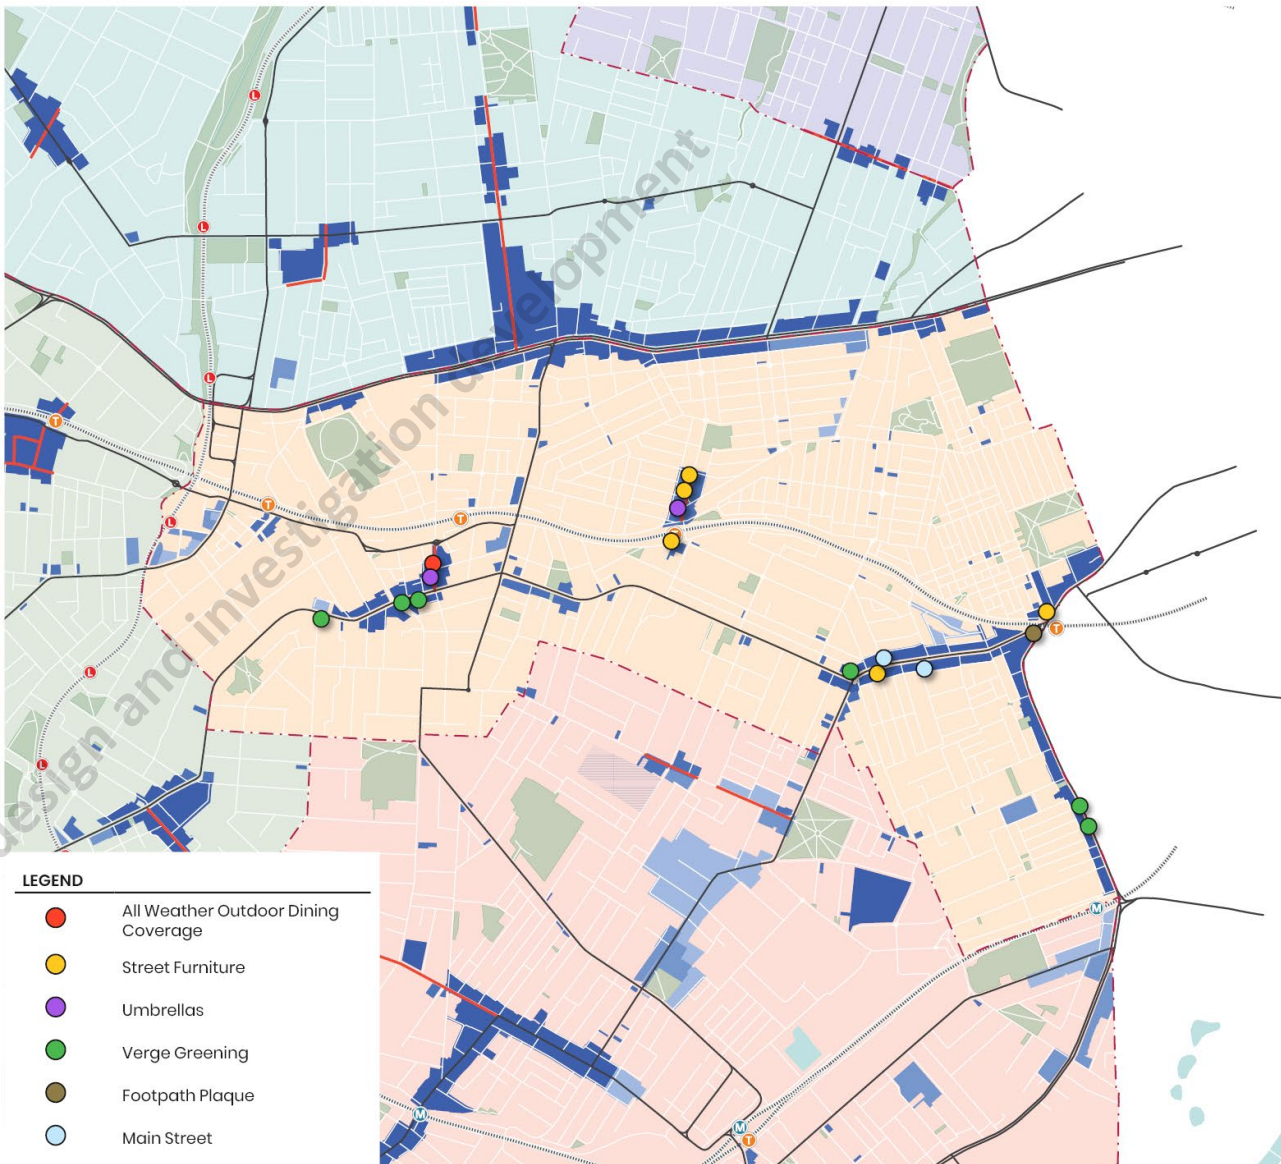 design and investigation development
L
L
L
L
L
L
T
T
T
T
T
M
M
M
T
LEGEND
All Weather Outdoor Dining
Coverage
Street Furniture
Umbrellas
Verge Greening
Footpath Plaque
Main Street